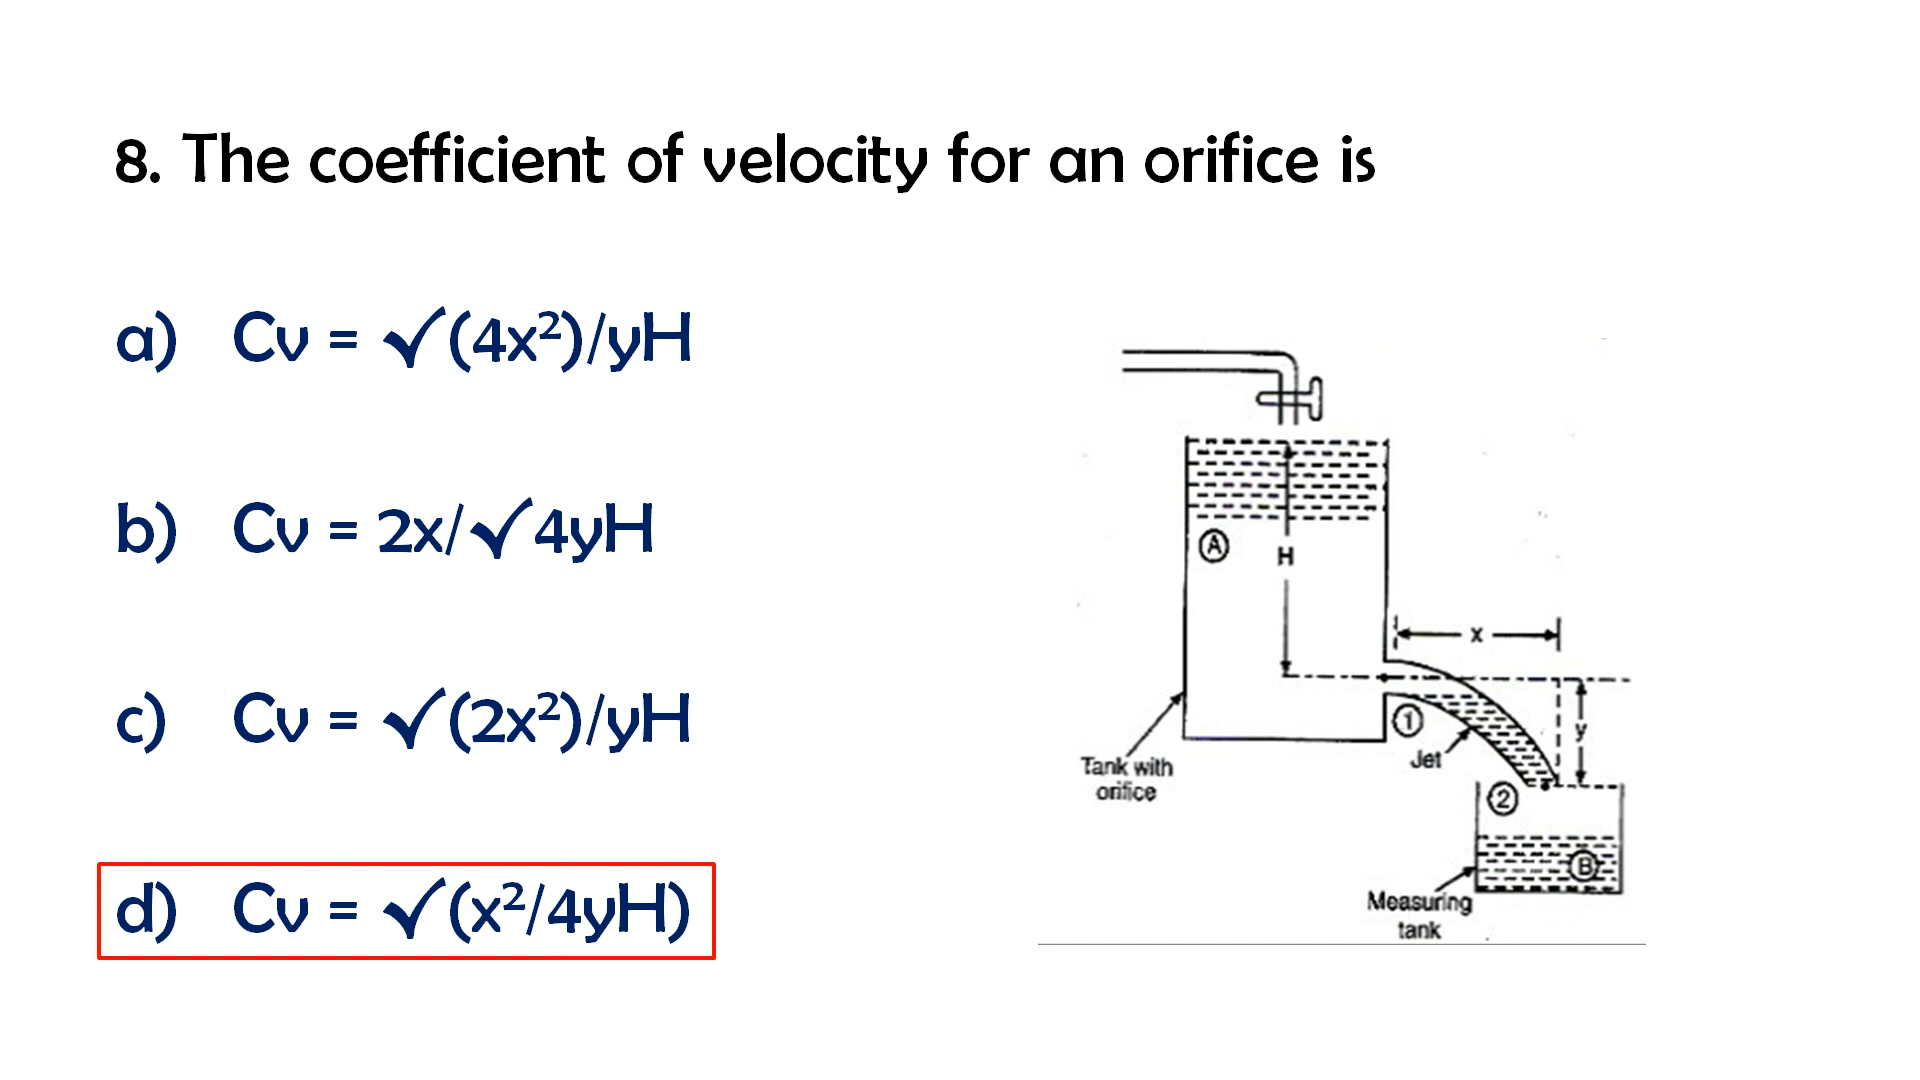 8. The coefficient of velocity for an orifice is
a) Cv = ✓(4x²)/yH
b) Cv = 2x/✓4yH
c) Cv = ✓(2x²)/yH
d) Cv = ✓(x²/4yH)
A
H
x
y
1
Jet
Tank with
orifice
2
B
Measuring
tank